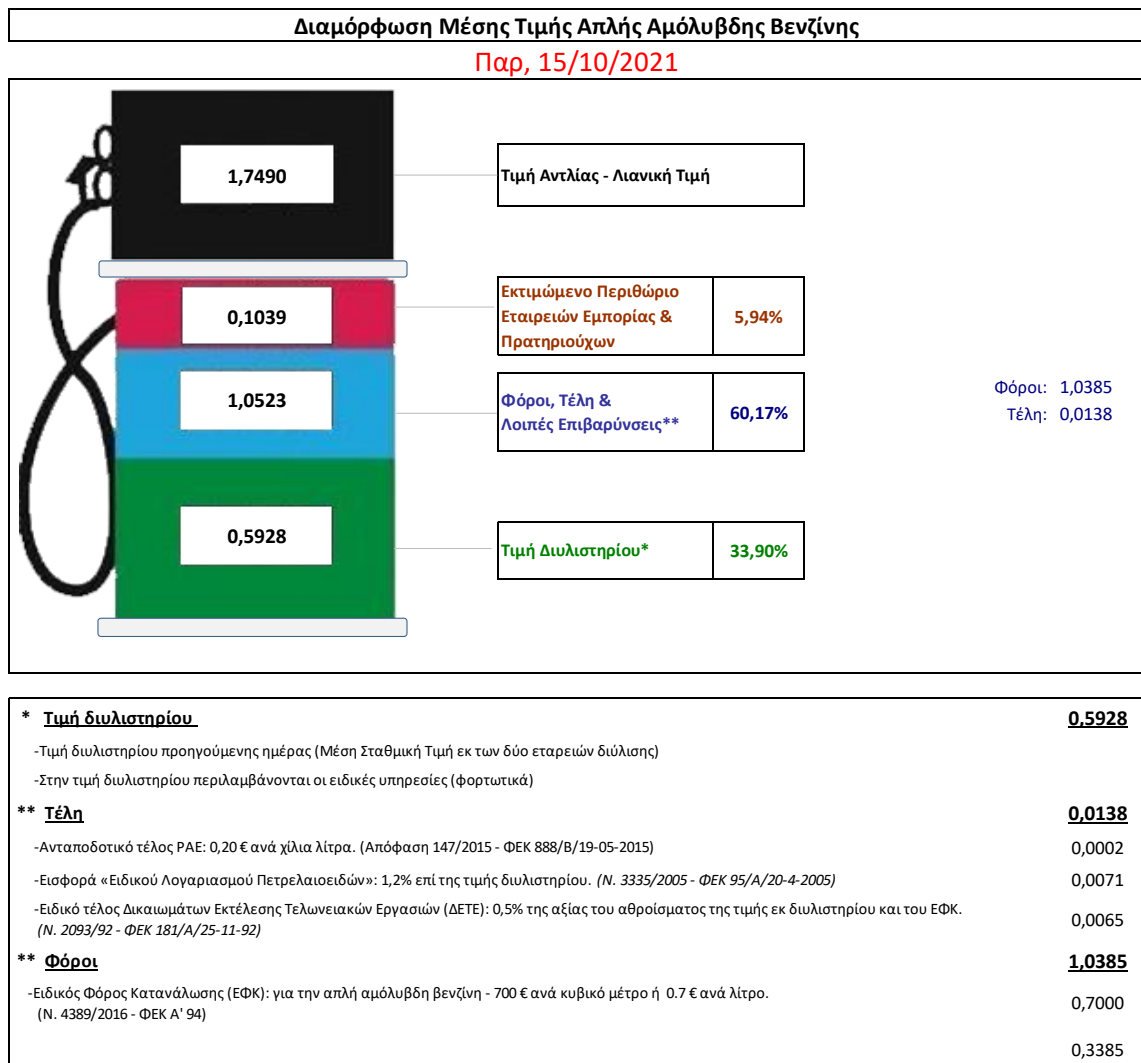 Διαμόρφωση Μέσης Τιμής Απλής Αμόλυβδης Βενζίνης
Παρ, 15/10/2021
1,7490
Τιμή Αντλίας - Λιανική Τιμή
0,1039
Εκτιμώμενο Περιθώριο
Εταιρειών Εμπορίας &
Πρατηριούχων
5,94%
1,0523
Φόροι, Τέλη &
Λοιπές Επιβαρύνσεις**
60,17%
Φόροι: 1,0385
Τέλη: 0,0138
0,5928
Τιμή Διυλιστηρίου*
33,90%
* Τιμή διυλιστηρίου 0,5928
-Τιμή διυλιστηρίου προηγούμενης ημέρας (Μέση Σταθμική Τιμή εκ των δύο εταρειών διύλισης)
-Στην τιμή διυλιστηρίου περιλαμβάνονται οι ειδικές υπηρεσίες (φορτωτικά)
** Τέλη 0,0138
-Ανταποδοτικό τέλος ΡΑΕ: 0,20 € ανά χίλια λίτρα. (Απόφαση 147/2015 - ΦΕΚ 888/Β/19-05-2015) 0,0002
-Εισφορά «Ειδικού Λογαριασμού Πετρελαιοειδών»: 1,2% επί της τιμής διυλιστηρίου. (Ν. 3335/2005 - ΦΕΚ 95/Α/20-4-2005) 0,0071
-Ειδικό τέλος Δικαιωμάτων Εκτέλεσης Τελωνειακών Εργασιών (ΔΕΤΕ): 0,5% της αξίας του αθροίσματος της τιμής εκ διυλιστηρίου και του ΕΦΚ.
(Ν. 2093/92 - ΦΕΚ 181/Α/25-11-92) 0,0065
** Φόροι 1,0385
-Ειδικός Φόρος Κατανάλωσης (ΕΦΚ): για την απλή αμόλυβδη βενζίνη - 700 € ανά κυβικό μέτρο ή 0.7 € ανά λίτρο.
(Ν. 4389/2016 - ΦΕΚ Α' 94) 0,7000
0,3385